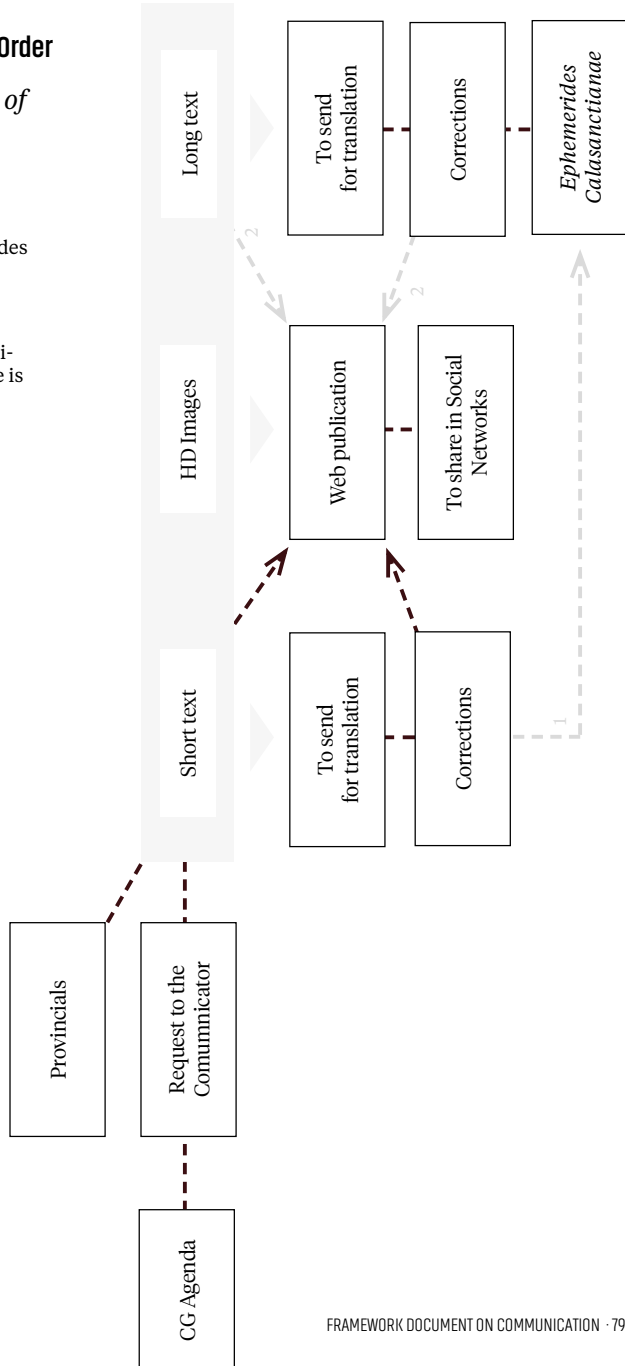 Order
of
des
i-
e is
Long text
To send
for translation
Corrections
Ephemerides
Calasanctianae
2
2
HD Images
Web publication
To share in Social
Networks
Short text
To send
for translation
Corrections
1
Provincials
Request to the
Comumnicator
CG Agenda
FRAMEWORK DOCUMENT ON COMMUNICATION · 79